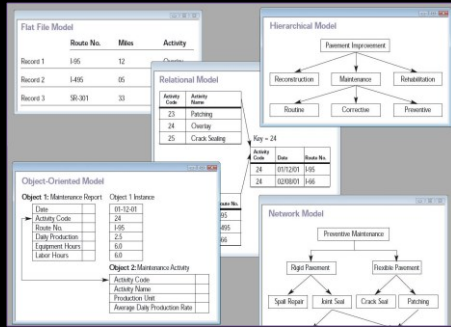 Flat File Model
Route No. Miles Activity
Record 1 I-95 12 Overlay
Record 2 I-495 05
Record 3 SR-301 33
Hierarchical Model
Pavement Improvement
Reconstruction Maintenance Rehabilitation
Routine Corrective Preventive
Relational Model
Activity Code Activity Name
23 Patching
24 Overlay
25 Crack Sealing
Key = 24
Activity Code Date Route No.
24 01/12/01 I-95
24 02/08/01 I-66
Route No.
I-95
I-495
I-66
Object-Oriented Model
Object 1: Maintenance Report Object 1 Instance
Date 01-12-01
Activity Code 24
Route No. I-95
Daily Production 2.5
Equipment Hours 6.0
Labor Hours 6.0
Object 2: Maintenance Activity
Activity Code
Activity Name
Production Unit
Average Daily Production Rate
Network Model
Preventive Maintenance
Rigid Pavement Flexible Pavement
Spall Repair Joint Seal Crack Seal Patching